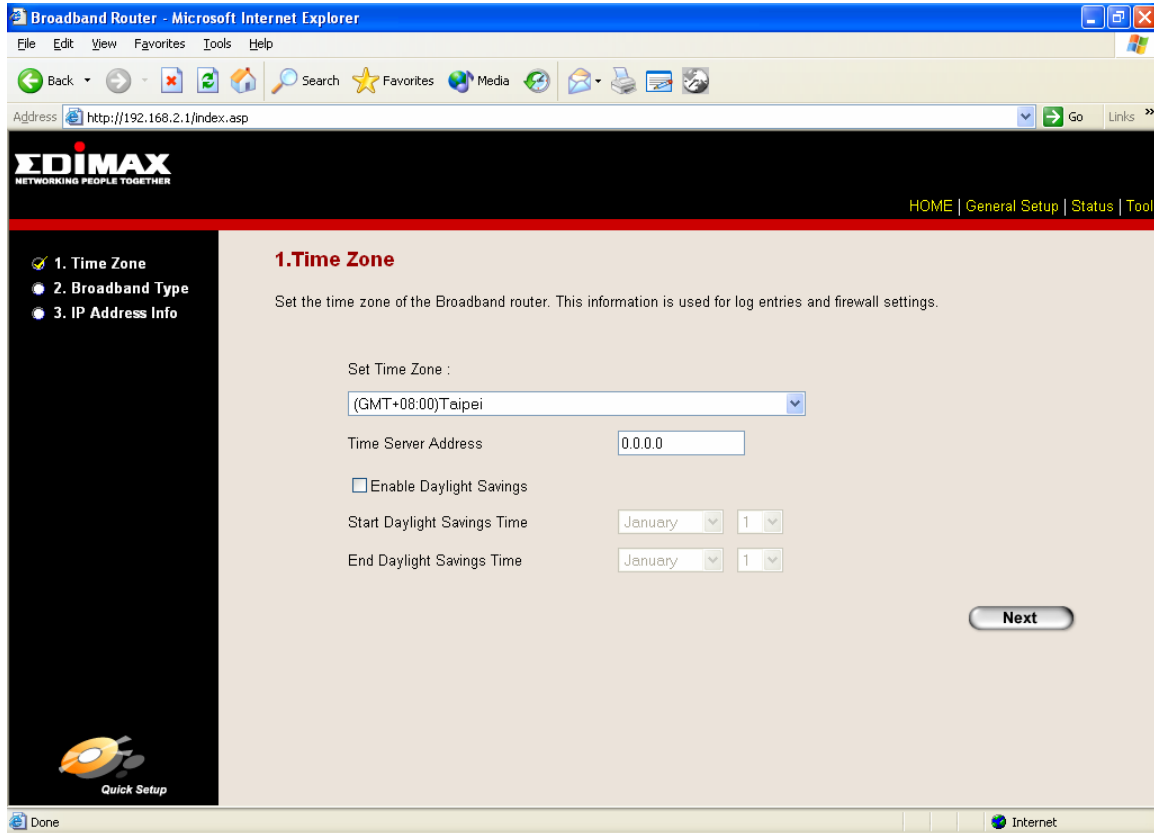 Broadband Router - Microsoft Internet Explorer
File Edit View Favorites Tools Help
Back Search Favorites Media
Address http://192.168.2.1/index.asp Go Links »
EDIMAX
NETWORKING PEOPLE TOGETHER
HOME | General Setup | Status | Tool
1. Time Zone
2. Broadband Type
3. IP Address Info
1.Time Zone
Set the time zone of the Broadband router. This information is used for log entries and firewall settings.
Set Time Zone :
(GMT+08:00)Taipei
Time Server Address 0.0.0.0
Enable Daylight Savings
Start Daylight Savings Time January 1
End Daylight Savings Time January 1
Next
Quick Setup
Done Internet